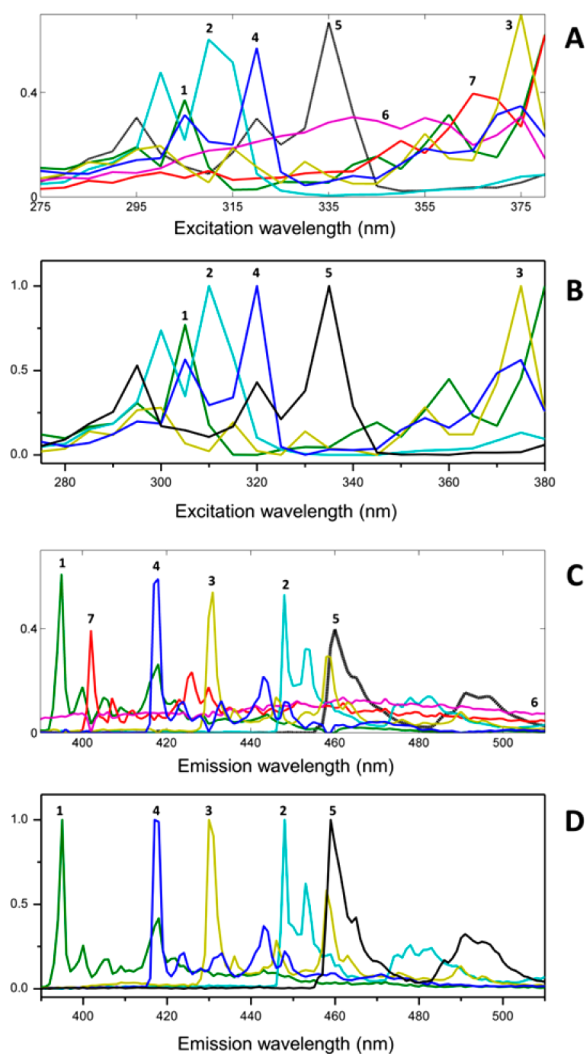 A
1 2 4 5 6 7 3
0.4
0
275 295 315 335 355 375
Excitation wavelength (nm)
B
1 2 4 5 3
1.0
0.5
0.0
280 300 320 340 360 380
Excitation wavelength (nm)
C
1 7 4 3 2 5 6
0.4
0
400 420 440 460 480 500
Emission wavelength (nm)
D
1 4 3 2 5
1.0
0.5
0.0
400 420 440 460 480 500
Emission wavelength (nm)